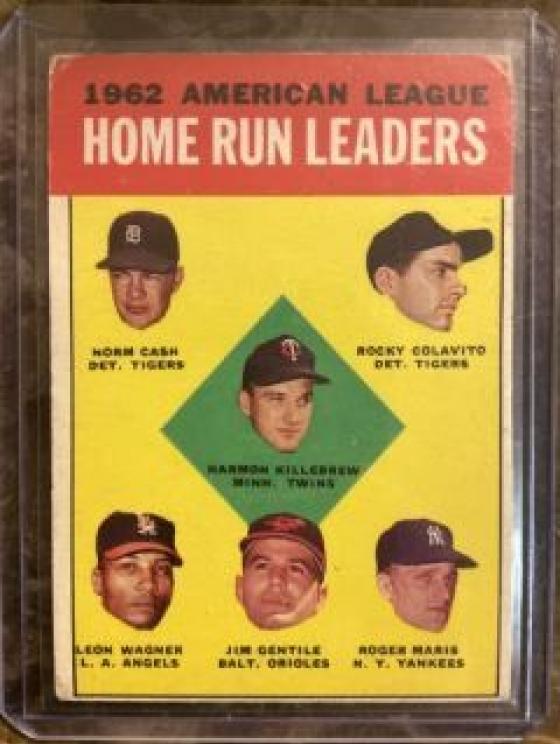 1962 AMERICAN LEAGUE
HOME RUN LEADERS
NORM CASH
DET. TIGERS
ROCKY COLAVITO
DET. TIGERS
HARMON KILLEBREW
MINN. TWINS
LEON WAGNER
L. A. ANGELS
JIM GENTILE
BALT. ORIOLES
ROGER MARIS
N. Y. YANKEES